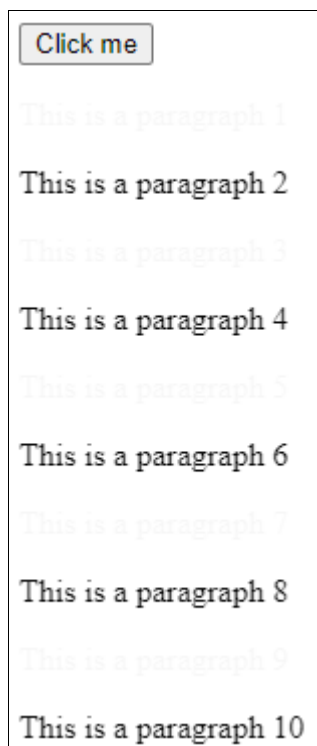 Click me
This is a paragraph 1
This is a paragraph 2
This is a paragraph 3
This is a paragraph 4
This is a paragraph 5
This is a paragraph 6
This is a paragraph 7
This is a paragraph 8
This is a paragraph 9
This is a paragraph 10